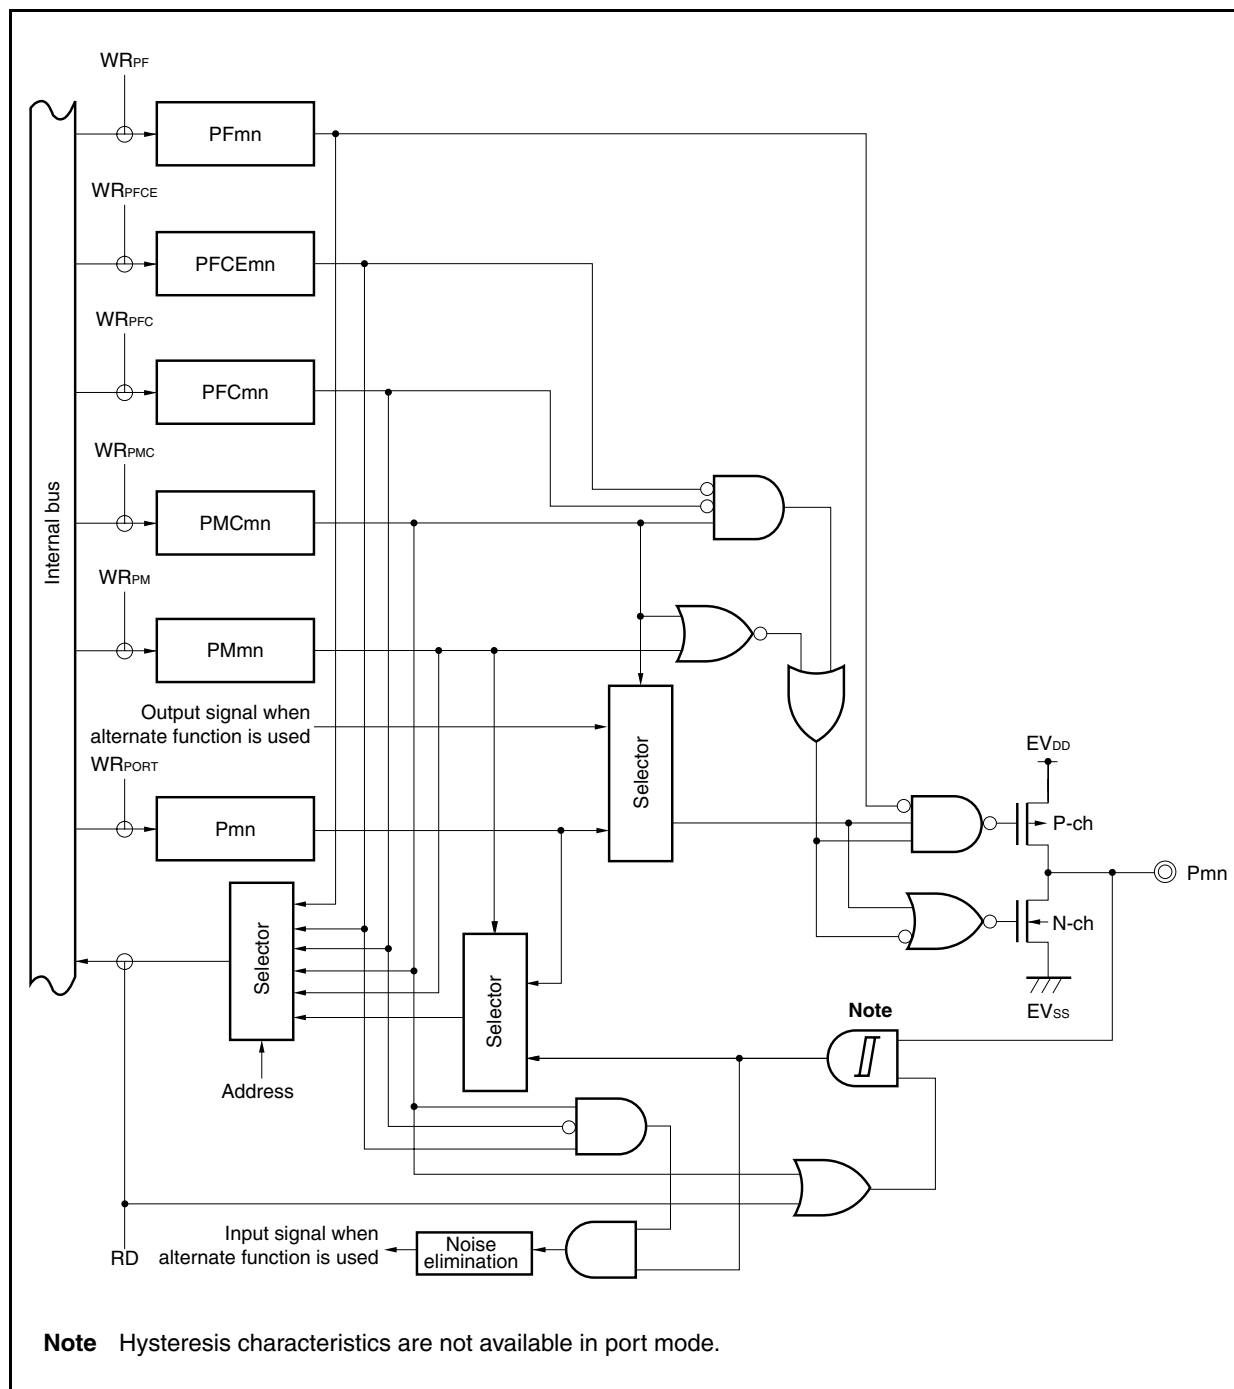 WRPF
PFmn
WRPFCE
PFCEmn
WRPFC
PFCmn
WRPMC
PMCmn
Internal bus
WRPM
PMmn
Output signal when
alternate function is used
Selector
WRPORT
Pmn
EVDD
P-ch
Pmn
N-ch
EVSS
Selector
Selector
Note
Address
RD
Input signal when
alternate function is used
Noise
elimination
Note Hysteresis characteristics are not available in port mode.